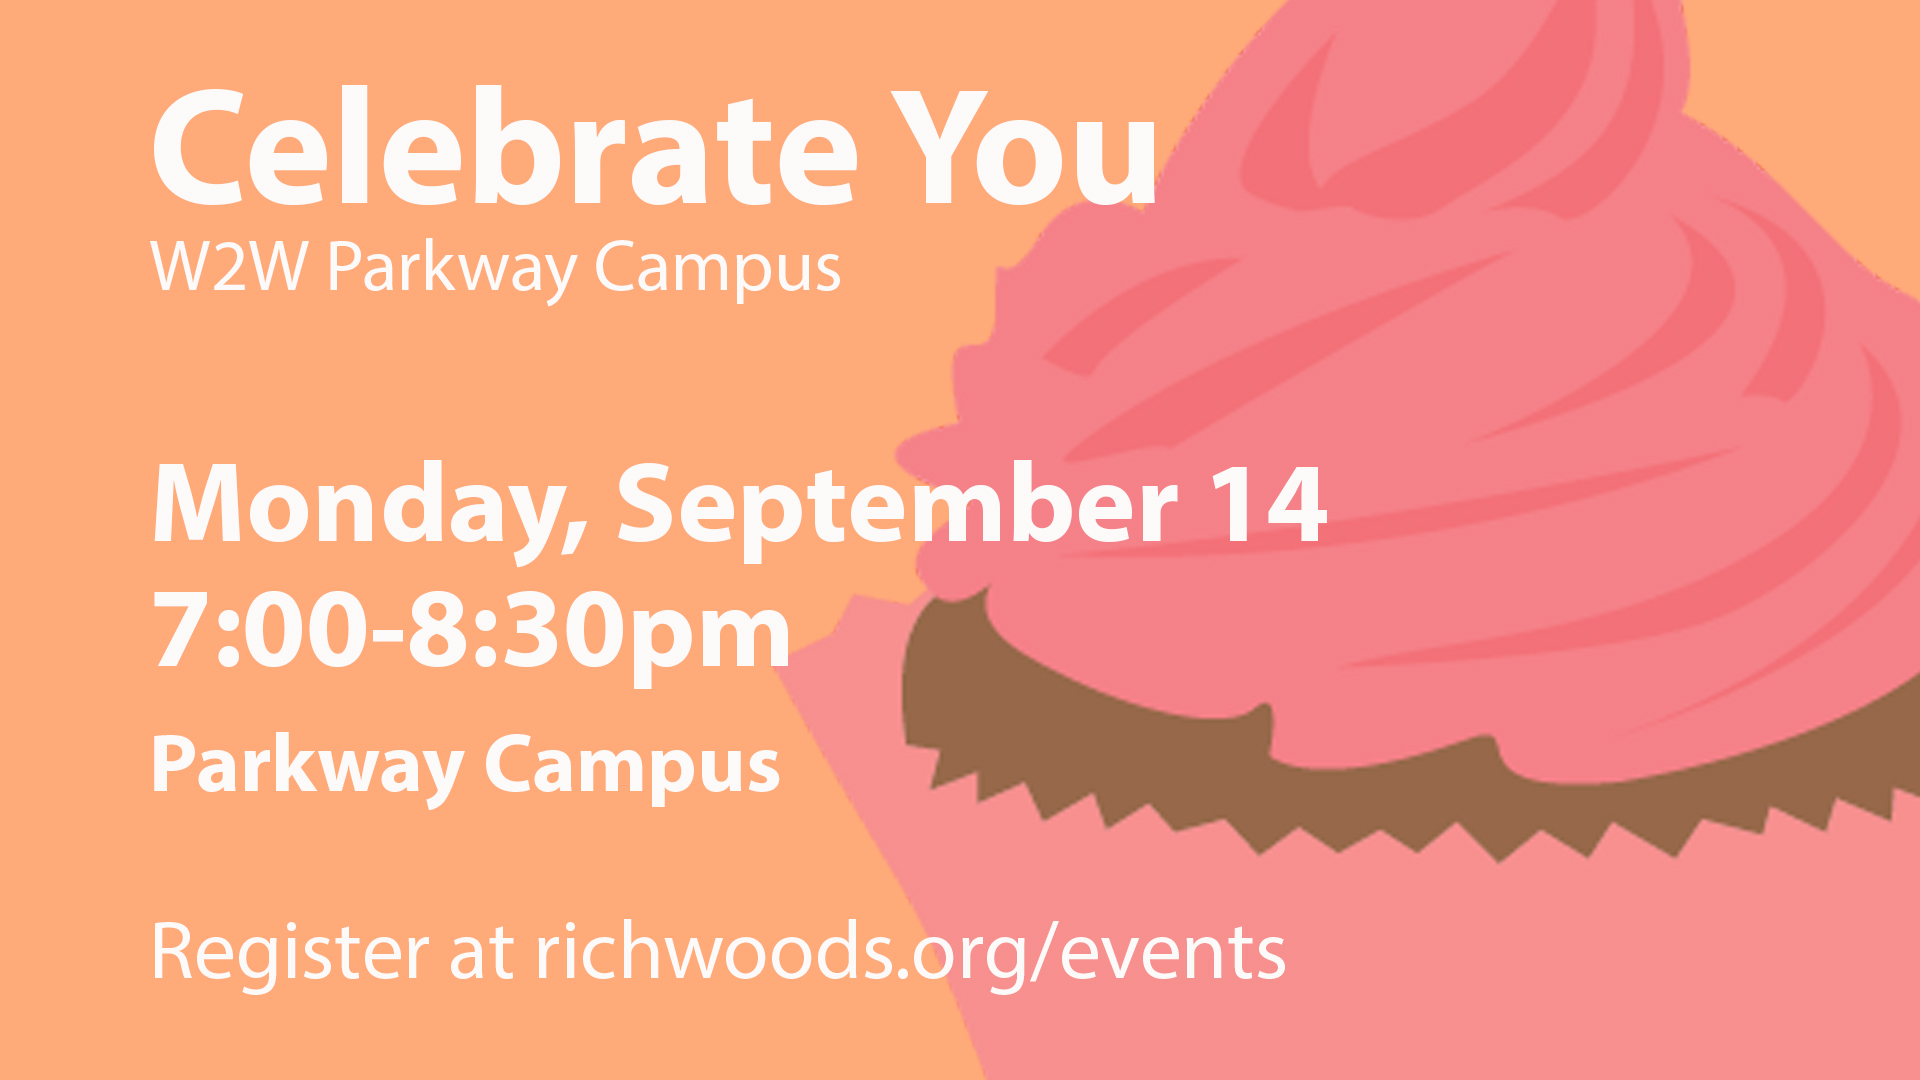 Celebrate You
W2W Parkway Campus
Monday, September 14
7:00-8:30pm
Parkway Campus
Register at richwoods.org/events